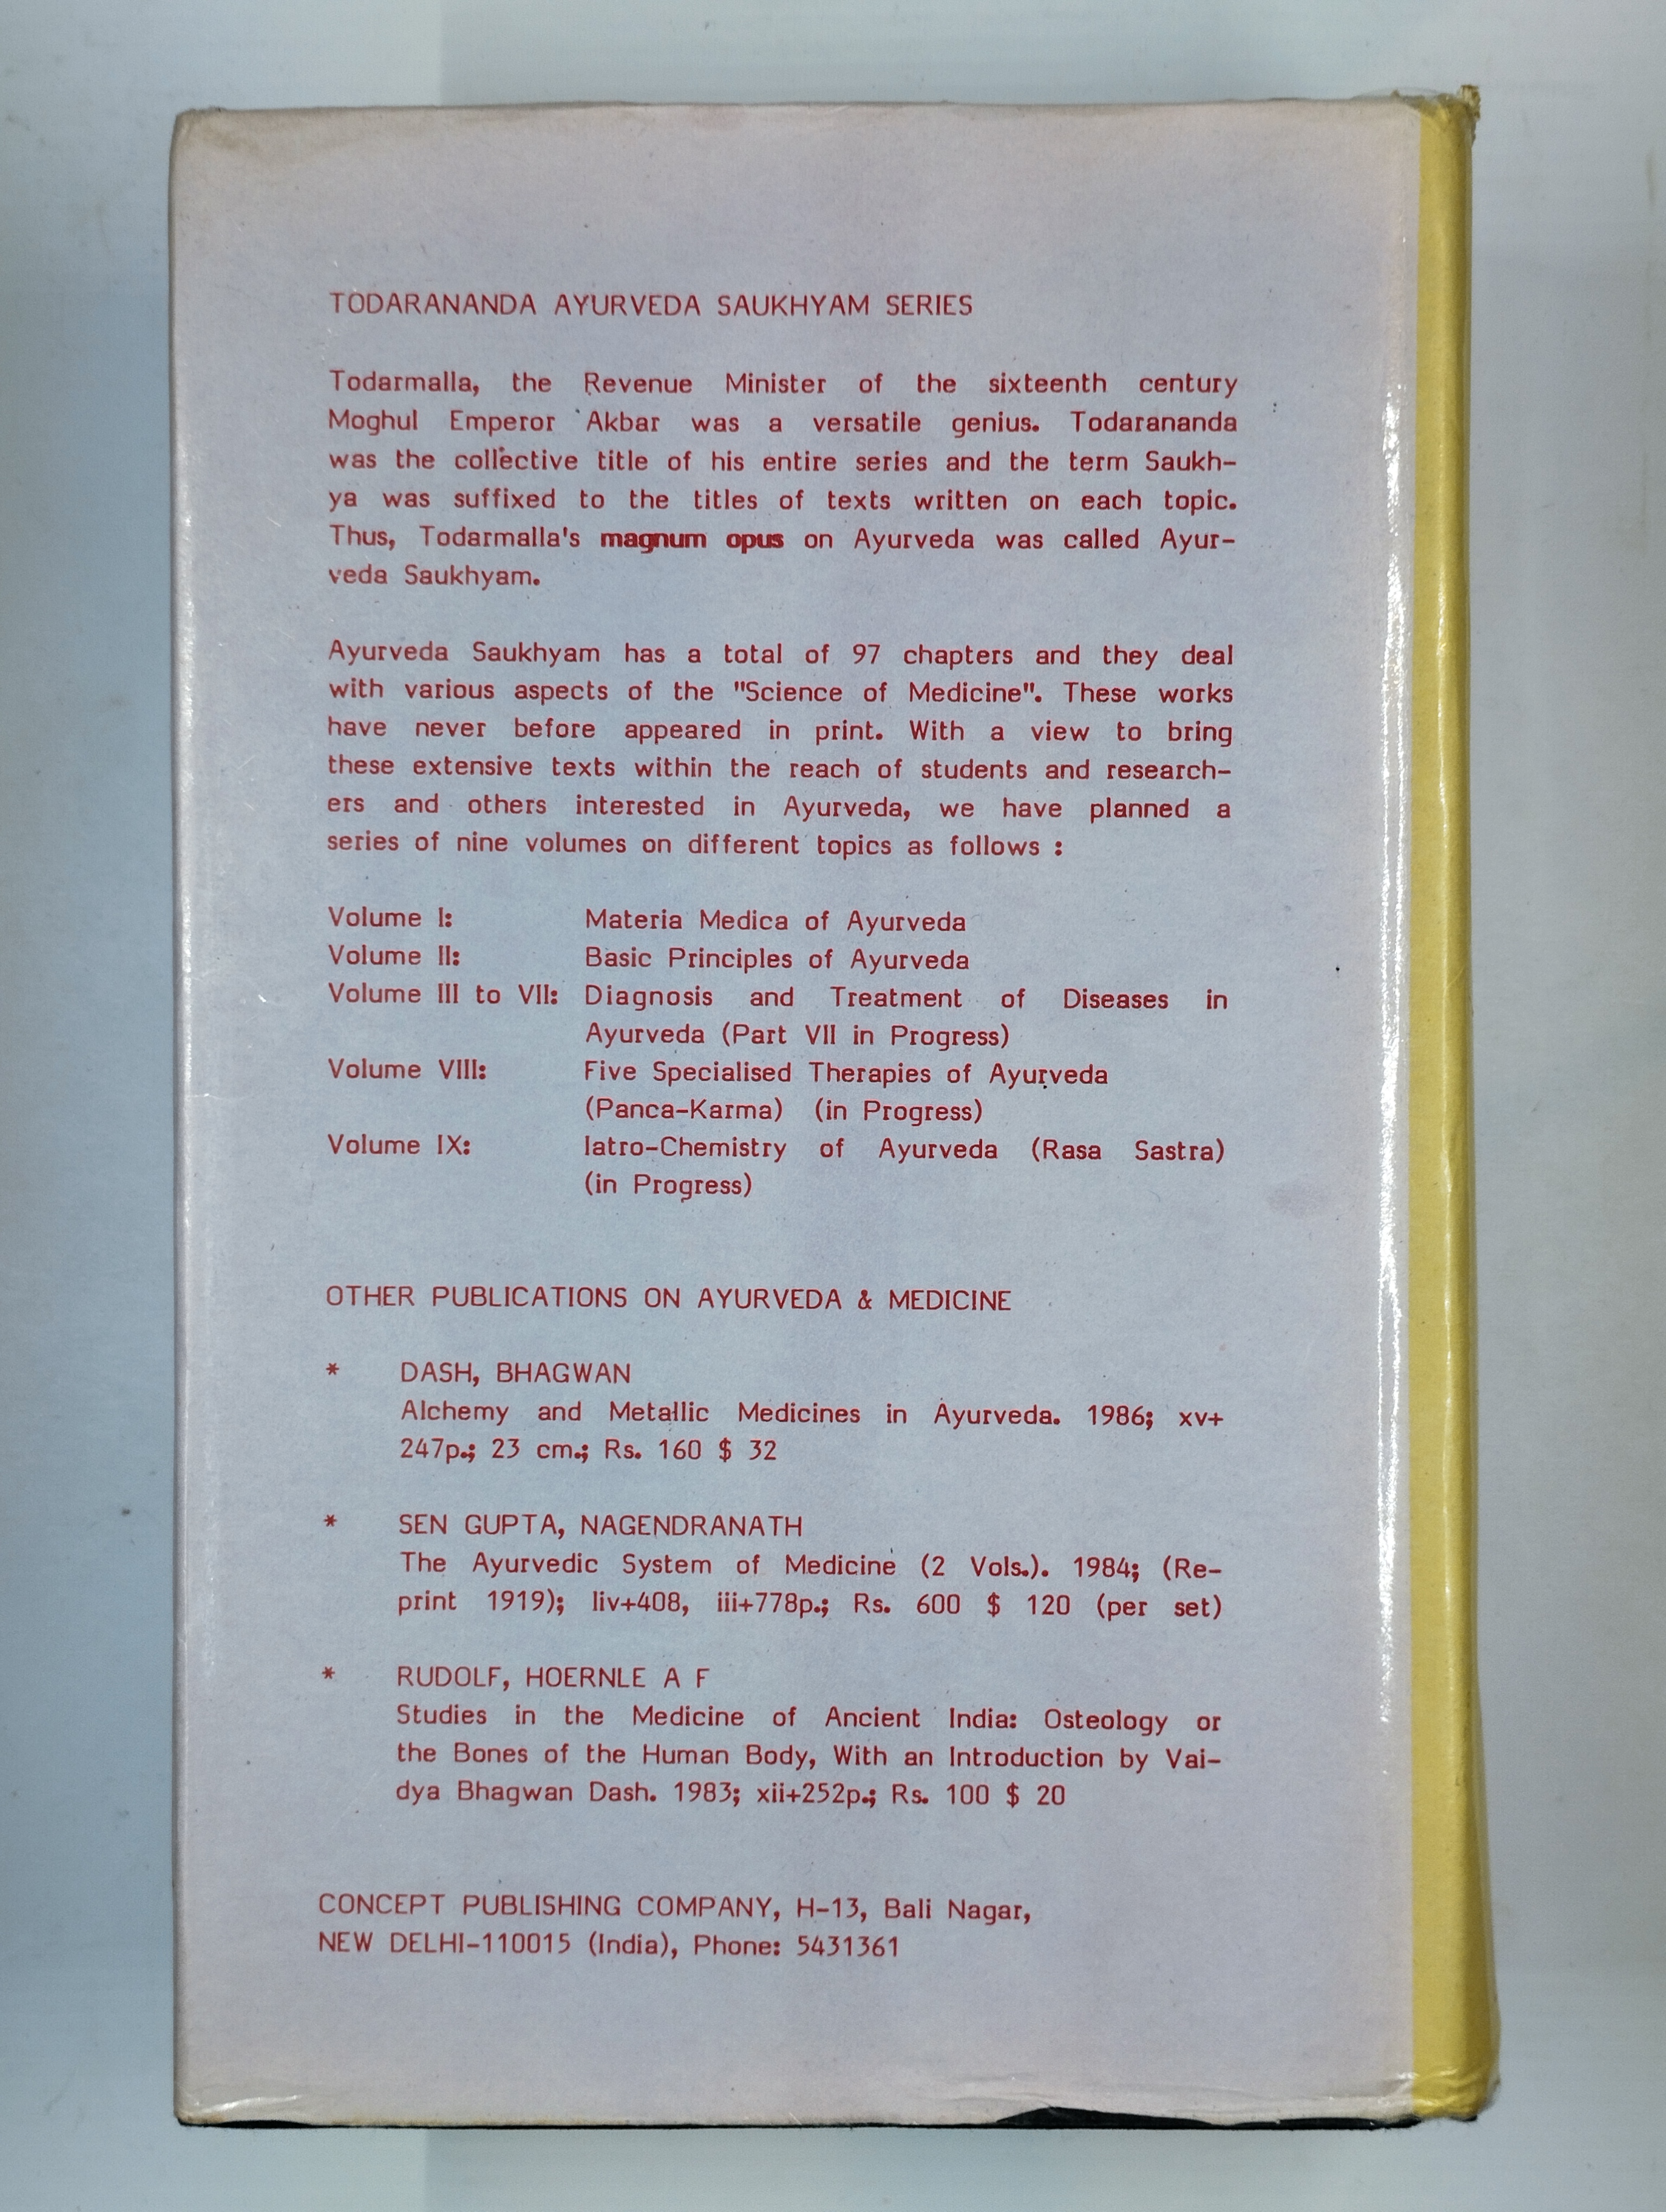 TODARANANDA AYURVEDA SAUKHYAM SERIES
Todarmalla, the Revenue Minister of the sixteenth century
Moghul Emperor Akbar was a versatile genius. Todarananda
was the collective title of his entire series and the term Saukh-
ya was suffixed to the titles of texts written on each topic.
Thus, Todarmalla's magnum opus on Ayurveda was called Ayur-
veda Saukhyam.
Ayurveda Saukhyam has a total of 97 chapters and they deal
with various aspects of the "Science of Medicine". These works
have never before appeared in print. With a view to bring
these extensive texts within the reach of students and research-
ers and others interested in Ayurveda, we have planned a
series of nine volumes on different topics as follows :
Volume I: Materia Medica of Ayurveda
Volume II: Basic Principles of Ayurveda
Volume III to VII: Diagnosis and Treatment of Diseases in
Ayurveda (Part VII in Progress)
Volume VIII: Five Specialised Therapies of Ayurveda
(Panca-Karma) (in Progress)
Volume IX: Iatro-Chemistry of Ayurveda (Rasa Sastra)
(in Progress)
OTHER PUBLICATIONS ON AYURVEDA & MEDICINE
* DASH, BHAGWAN
Alchemy and Metallic Medicines in Ayurveda. 1986; xv+
247p.; 23 cm.; Rs. 160 $ 32
* SEN GUPTA, NAGENDRANATH
The Ayurvedic System of Medicine (2 Vols.). 1984; (Re-
print 1919); liv+408, iii+778p.; Rs. 600 $ 120 (per set)
* RUDOLF, HOERNLE A F
Studies in the Medicine of Ancient India: Osteology or
the Bones of the Human Body, With an Introduction by Vai-
dya Bhagwan Dash. 1983; xii+252p.; Rs. 100 $ 20
CONCEPT PUBLISHING COMPANY, H-13, Bali Nagar,
NEW DELHI-110015 (India), Phone: 5431361